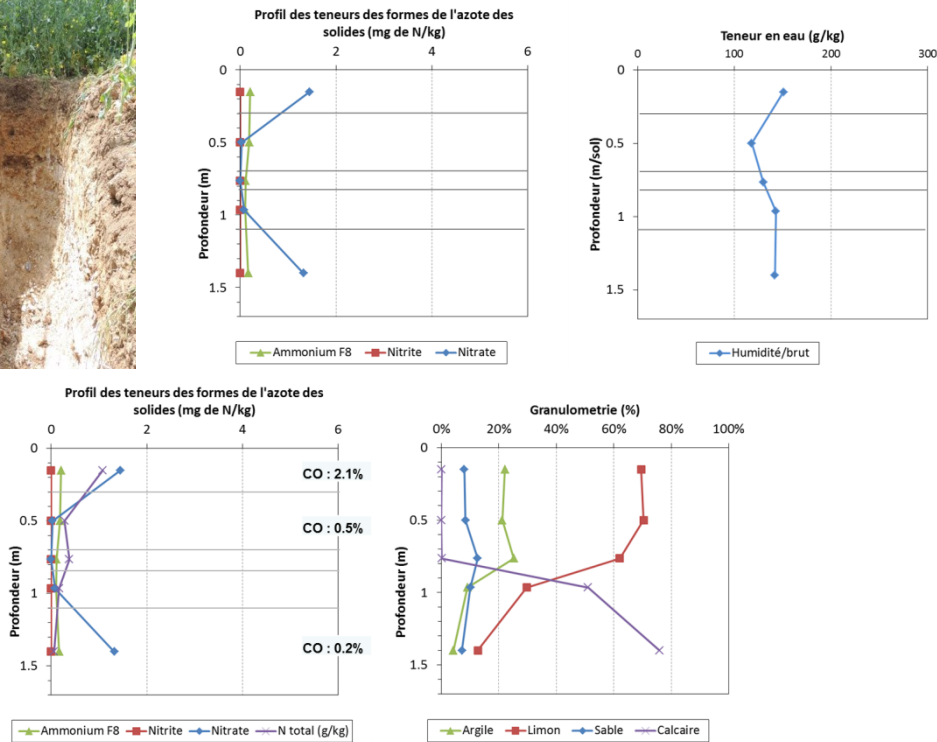 Profil des teneurs des formes de l'azote des
solides (mg de N/kg)
0 2 4 6
0
0.5
1
1.5
Profondeur (m)
Ammonium F8 Nitrite Nitrate
Teneur en eau (g/kg)
0 100 200 300
0
0.5
1
1.5
Profondeur (m/sol)
Humidité/brut
Profil des teneurs des formes de l'azote des
solides (mg de N/kg)
0 2 4 6
0
0.5
1
1.5
Profondeur (m)
CO : 2.1%
CO : 0.5%
CO : 0.2%
Ammonium F8 Nitrite Nitrate N total (g/kg)
Granulometrie (%)
0% 20% 40% 60% 80% 100%
0
0.5
1
1.5
Profondeur (m)
Argile Limon Sable Calcaire